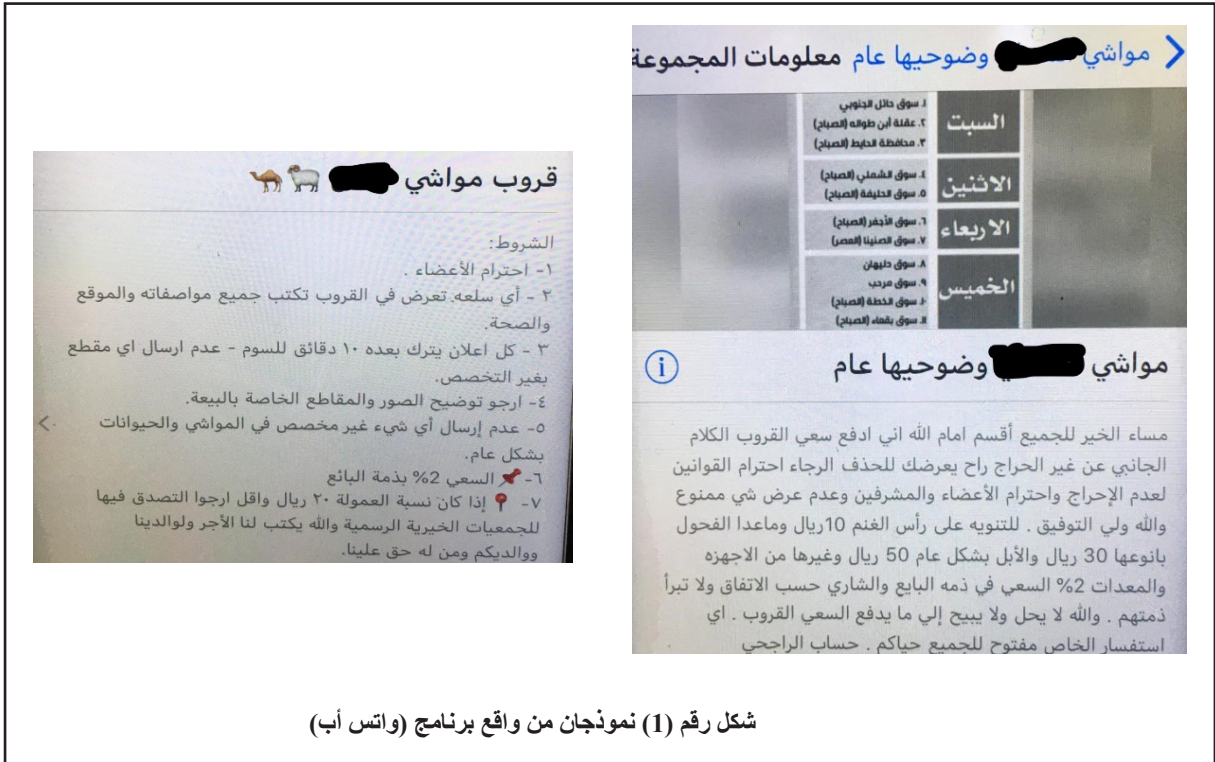 مواشي وضوحيها عام معلومات المجموعة
السبت
١. سوق حائل الجنوبي
٢. عقلة أبن طواله (الصباح)
٣. محافظة الحايط (الصباح)
الاثنين
٤. سوق الشملي (الصباح)
٥. سوق الحليفة (الصباح)
الاربعاء
٦. سوق الأجفر (الصباح)
٧. سوق الصنينا (العصر)
الخميس
٨. سوق دليهان
٩. سوق مرحب
سوق الخطة (الصباح)
سوق بقعاء (الصباح)
مواشي وضوحيها عام
مساء الخير للجميع أقسم امام الله اني ادفع سعي القروب الكلام
الجانبي عن غير الحراج راح يعرضك للحذف الرجاء احترام القوانين
لعدم الإحراج واحترام الأعضاء والمشرفين وعدم عرض شي ممنوع
والله ولي التوفيق . للتنويه على رأس الغنم 10ريال وماعدا الفحول
بانوعها 30 ريال والأبل بشكل عام 50 ريال وغيرها من الاجهزه
والمعدات 2% السعي في ذمه البايع والشاري حسب الاتفاق ولا تبرأ
ذمتهم . والله لا يحل ولا يبيح إلي ما يدفع السعي القروب . اي
استفسار الخاص مفتوح للجميع حياكم . حساب الراجحي
قروب مواشي
الشروط:
١- احترام الأعضاء .
٢ - أي سلعه تعرض في القروب تكتب جميع مواصفاته والموقع
والصحة.
٣ - كل اعلان يترك بعده ١٠ دقائق للسوم - عدم ارسال اي مقطع
بغير التخصص.
٤- ارجو توضيح الصور والمقاطع الخاصة بالبيعة.
٥- عدم إرسال أي شيء غير مخصص في المواشي والحيوانات
بشكل عام.
٦-📌 السعي 2% بذمة البائع
٧- 📍 إذا كان نسبة العمولة ٢٠ ريال واقل ارجوا التصدق فيها
للجمعيات الخيرية الرسمية والله يكتب لنا الأجر ولوالدينا
ووالديكم ومن له حق علينا.
شكل رقم (1) نموذجان من واقع برنامج (واتس أب)